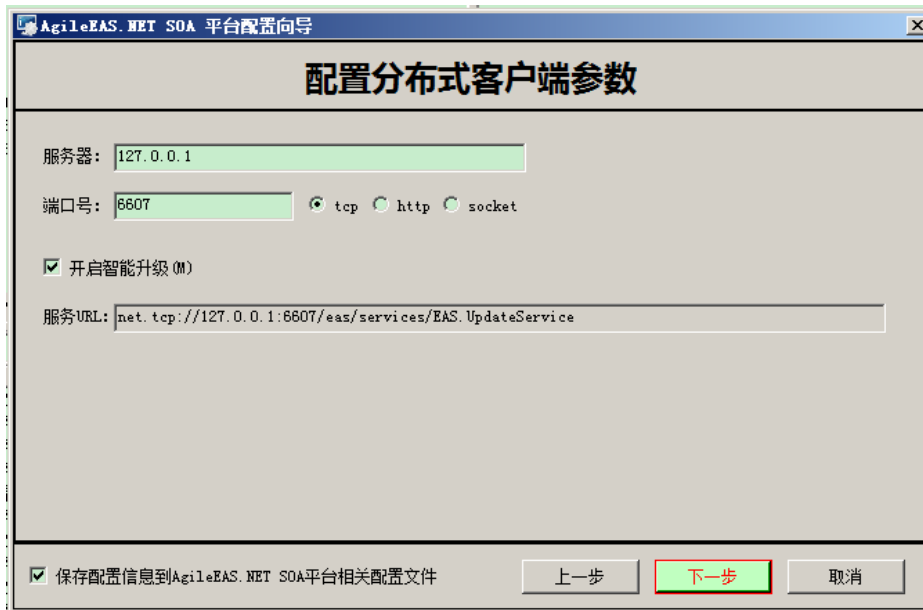 AgileEAS.NET SOA 平台配置向导
配置分布式客户端参数
服务器: 127.0.0.1
端口号: 6607 tcp http socket
开启智能升级(M)
服务URL: net.tcp://127.0.0.1:6607/eas/services/EAS.UpdateService
保存配置信息到AgileEAS.NET SOA平台相关配置文件 上一步 下一步 取消